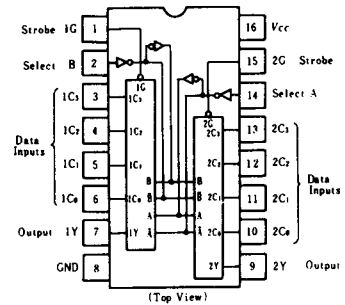 Strobe 1G 1
16 Vcc
Select B 2
15 2G Strobe
1G
1C₃ 3
1C₃
14 Select A
2G
1C₂ 4
1C₂
2C₃
13 2C₃
Data Inputs
1C₁ 5
2C₂
12 2C₂
Data Inputs
1C₀ 6
B
B
2C₁
11 2C₁
B̄
B̄
A
A
2C₀
10 2C₀
Output 1Y 7
1Y
Ā
Ā
GND 8
2Y
9 2Y Output
(Top View)